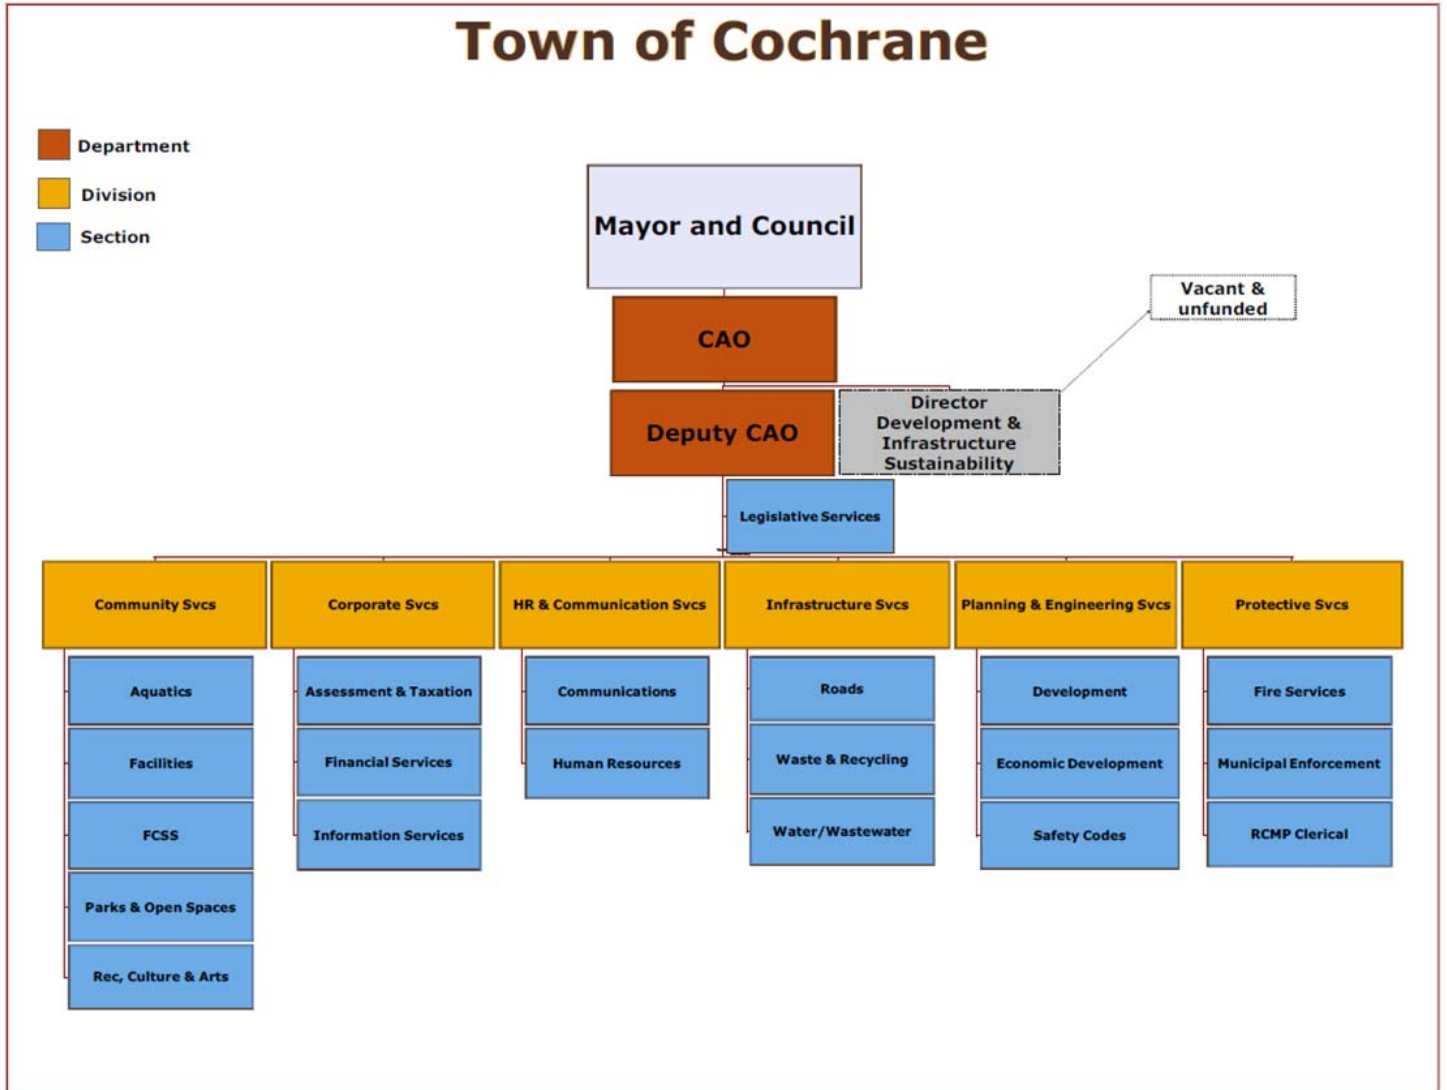 Town of Cochrane
Department
Division
Section
Mayor and Council
Vacant &
unfunded
CAO
Deputy CAO
Director
Development &
Infrastructure
Sustainability
Legislative Services
Community Svcs
Corporate Svcs
HR & Communication Svcs
Infrastructure Svcs
Planning & Engineering Svcs
Protective Svcs
Aquatics
Facilities
FCSS
Parks & Open Spaces
Rec, Culture & Arts
Assessment & Taxation
Financial Services
Information Services
Communications
Human Resources
Roads
Waste & Recycling
Water/Wastewater
Development
Economic Development
Safety Codes
Fire Services
Municipal Enforcement
RCMP Clerical